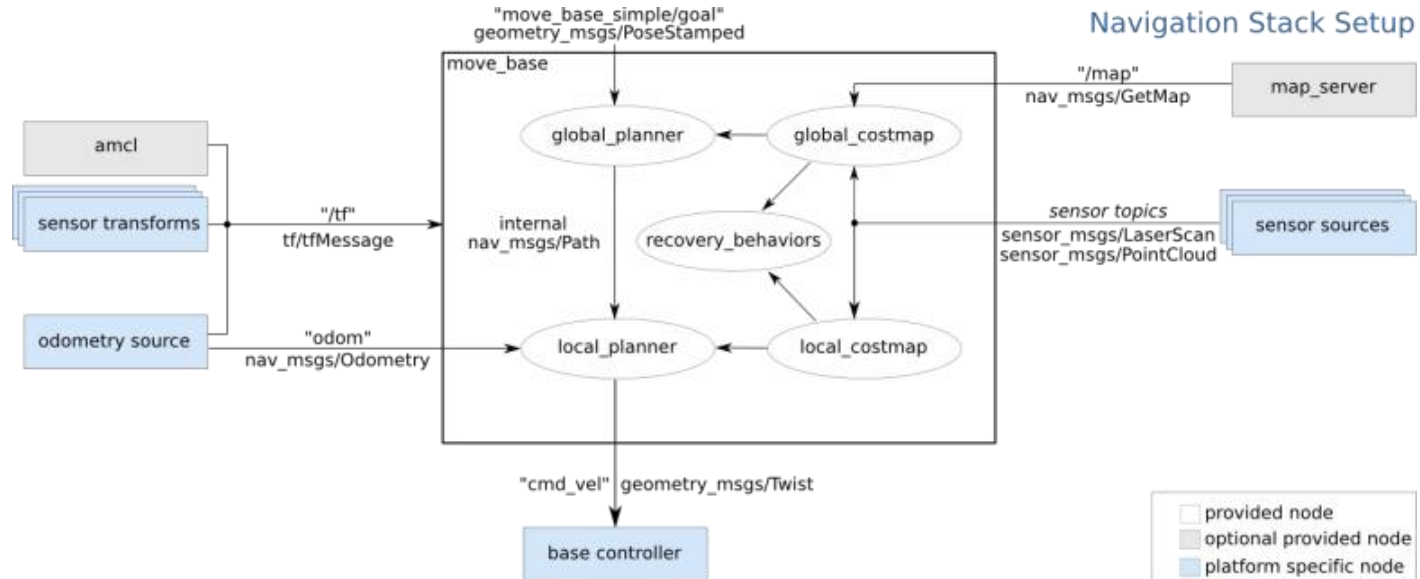 Navigation Stack Setup
"move_base_simple/goal"
geometry_msgs/PoseStamped
move_base
"/map"
nav_msgs/GetMap
map_server
global_planner
global_costmap
amcl
sensor transforms
"/tf"
tf/tfMessage
internal
nav_msgs/Path
recovery_behaviors
sensor topics
sensor_msgs/LaserScan
sensor_msgs/PointCloud
sensor sources
odometry source
"odom"
nav_msgs/Odometry
local_planner
local_costmap
"cmd_vel" geometry_msgs/Twist
base controller
provided node
optional provided node
platform specific node